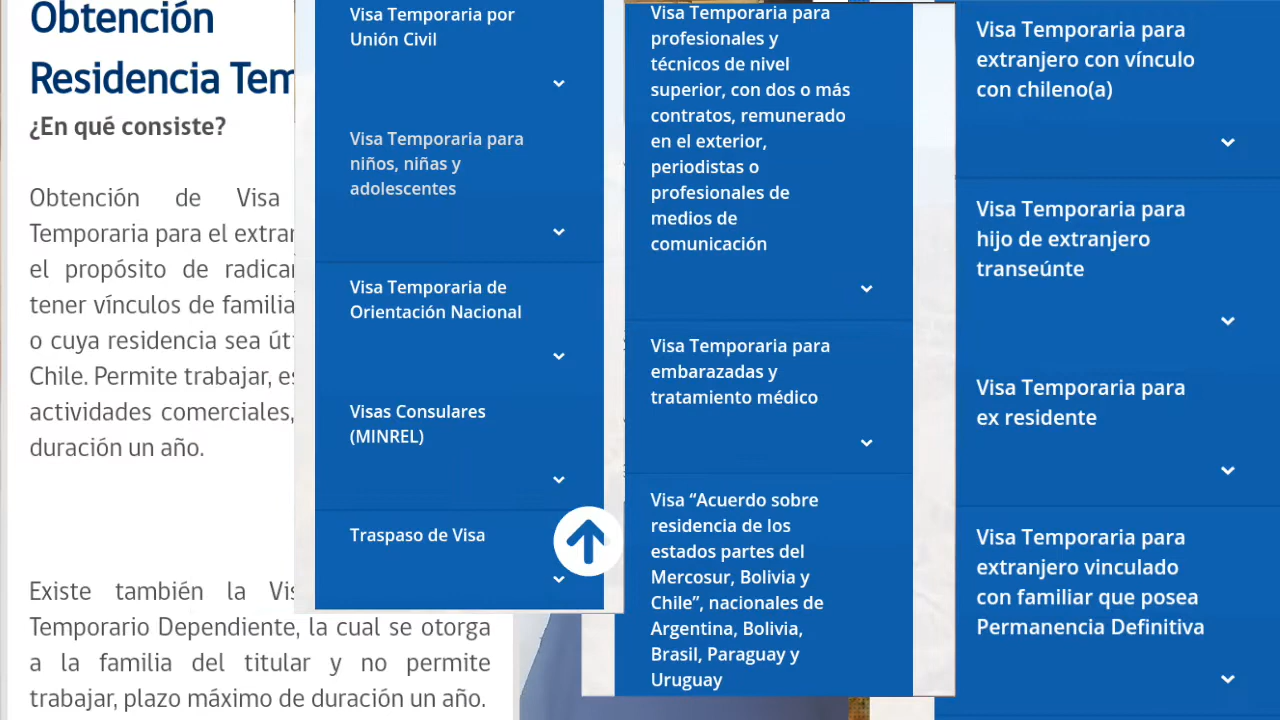 Obtención
Residencia Tem
¿En qué consiste?
Obtención de Visa
Temporaria para el extran
el propósito de radicar
tener vínculos de familia
o cuya residencia sea út
Chile. Permite trabajar, e
actividades comerciales,
duración un año.
Existe también la Vis
Temporario Dependiente, la cual se otorga
a la familia del titular y no permite
trabajar, plazo máximo de duración un año.
Visa Temporaria por
Unión Civil
Visa Temporaria para
niños, niñas y
adolescentes
Visa Temporaria de
Orientación Nacional
Visas Consulares
(MINREL)
Traspaso de Visa
Visa Temporaria para
profesionales y
técnicos de nivel
superior, con dos o más
contratos, remunerado
en el exterior,
periodistas o
profesionales de
medios de
comunicación
Visa Temporaria para
embarazadas y
tratamiento médico
Visa “Acuerdo sobre
residencia de los
estados partes del
Mercosur, Bolivia y
Chile”, nacionales de
Argentina, Bolivia,
Brasil, Paraguay y
Uruguay
Visa Temporaria para
extranjero con vínculo
con chileno(a)
Visa Temporaria para
hijo de extranjero
transeúnte
Visa Temporaria para
ex residente
Visa Temporaria para
extranjero vinculado
con familiar que posea
Permanencia Definitiva